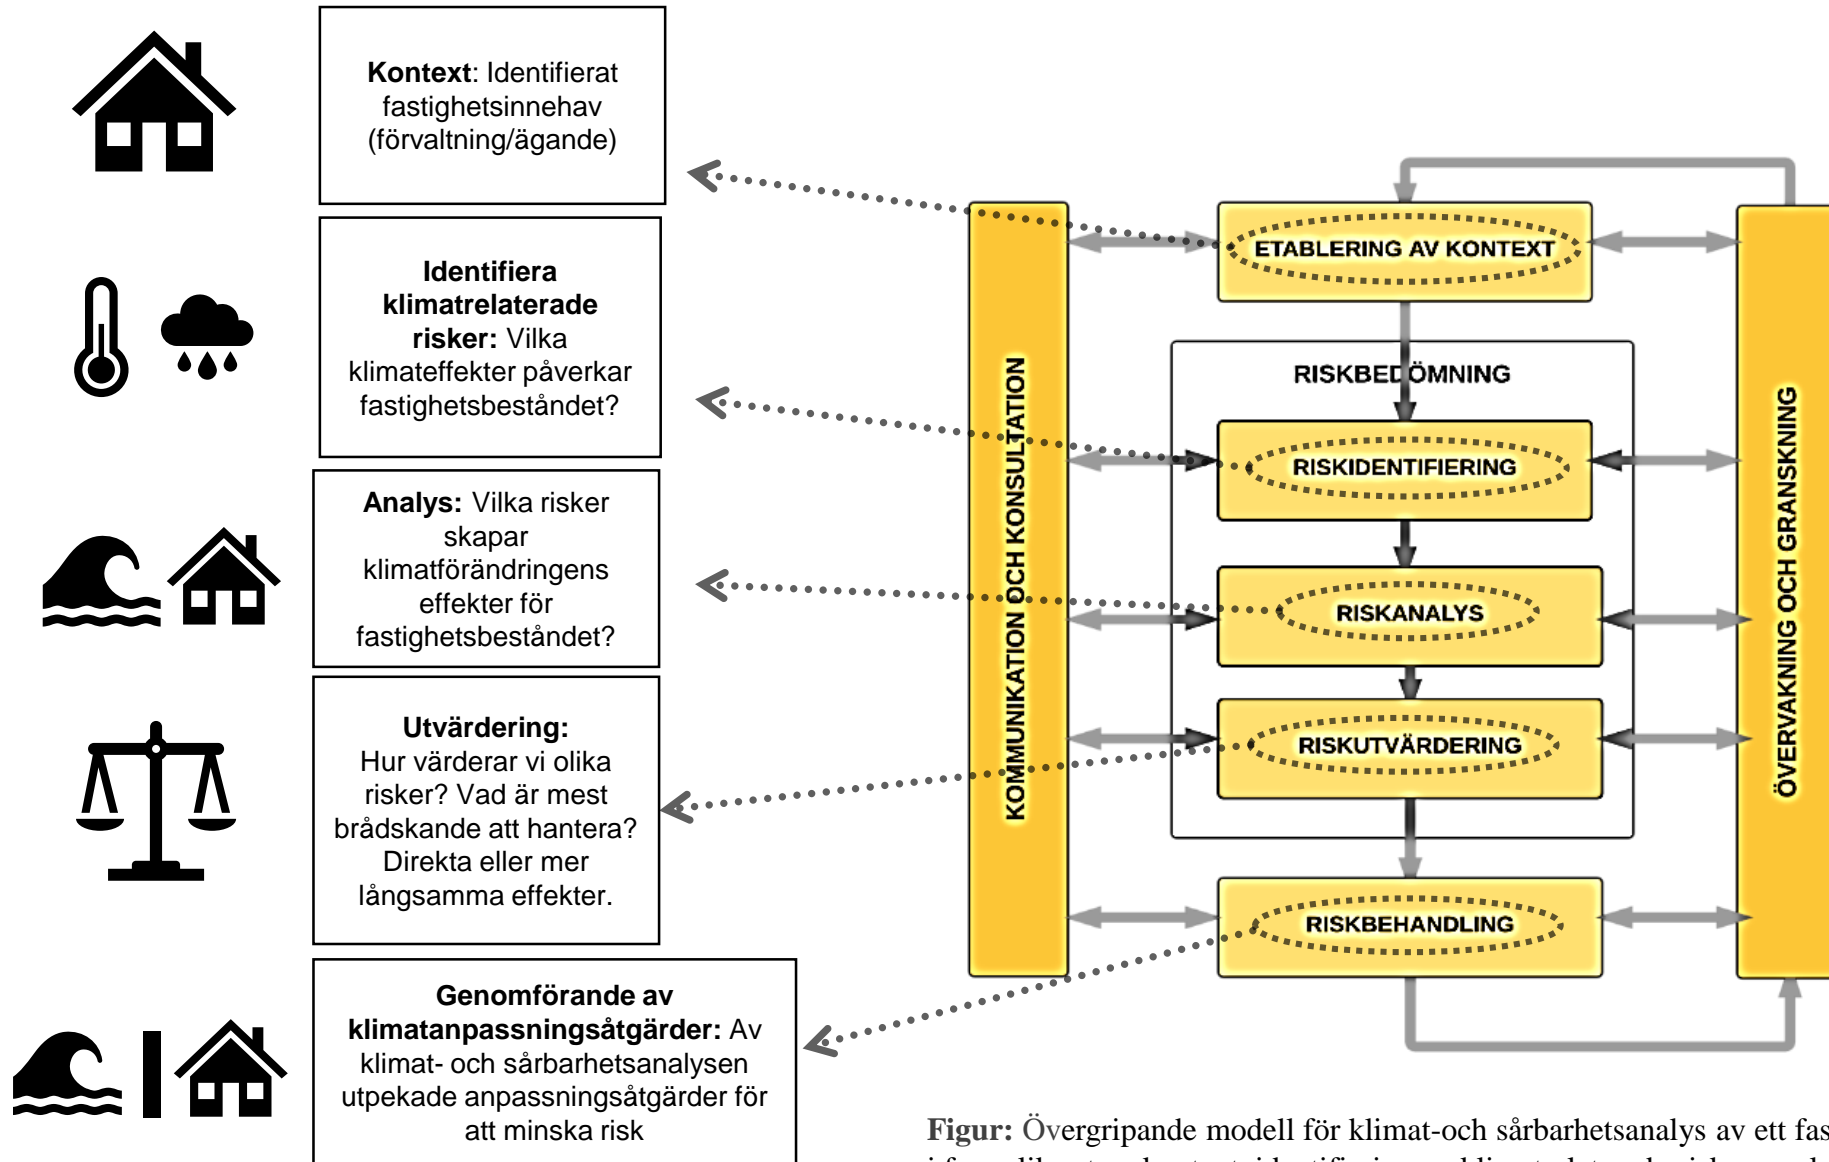 Kontext: Identifierat
fastighetsinnehav
(förvaltning/ägande)
Identifiera
klimatrelaterade
risker: Vilka
klimateffekter påverkar
fastighetsbeståndet?
Analys: Vilka risker
skapar
klimatförändringens
effekter för
fastighetsbeståndet?
Utvärdering:
Hur värderar vi olika
risker? Vad är mest
brådskande att hantera?
Direkta eller mer
långsamma effekter.
Genomförande av
klimatanpassningsåtgärder: Av
klimat- och sårbarhetsanalysen
utpekade anpassningsåtgärder för
att minska risk
KOMMUNIKATION OCH KONSULTATION
ETABLERING AV KONTEXT
RISKBEDÖMNING
RISKIDENTIFIERING
RISKANALYS
RISKUTVÄRDERING
RISKBEHANDLING
ÖVERVAKNING OCH GRANSKNING
Figur: Övergripande modell för klimat-och sårbarhetsanalys av ett fas